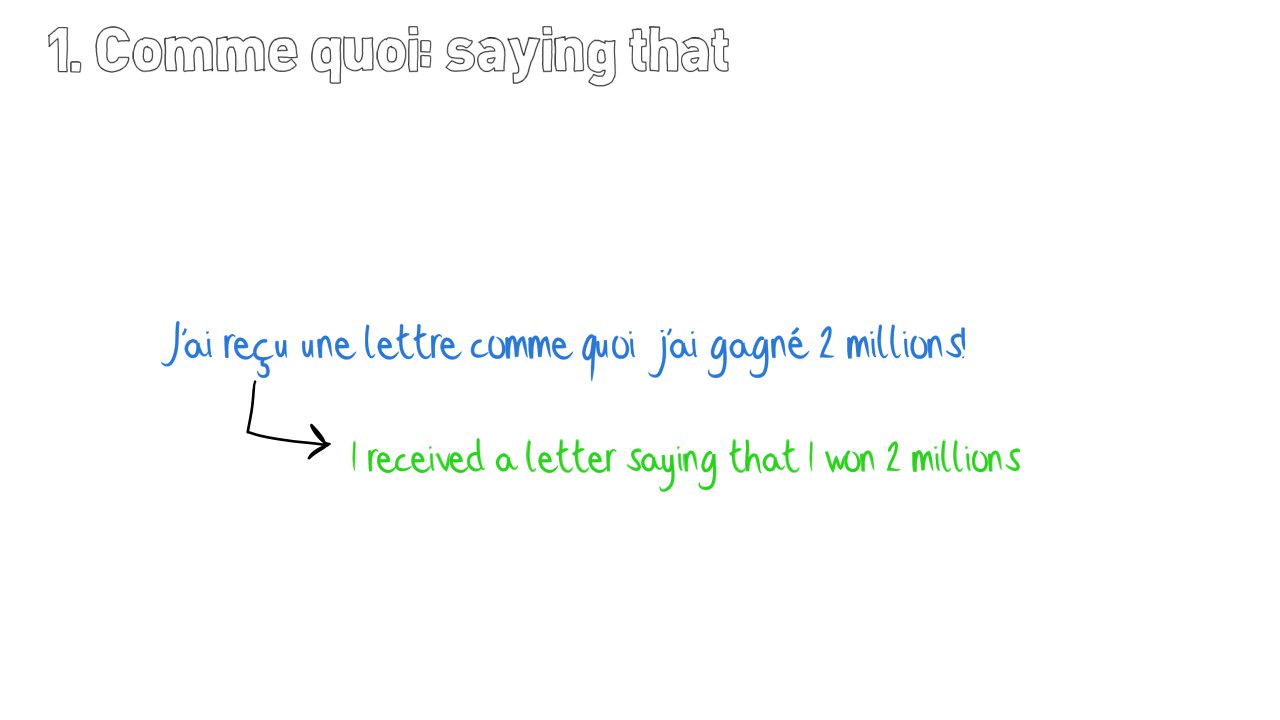 1. Comme quoi: saying that
J'ai reçu une lettre comme quoi j'ai gagné 2 millions!
I received a letter saying that I won 2 millions